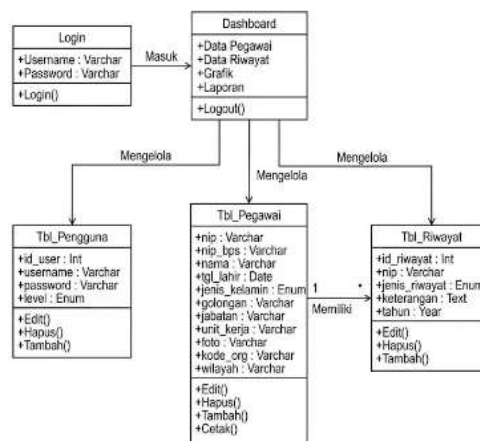 Login
+Username : Varchar
+Password : Varchar
+Login()
Masuk
Dashboard
+Data Pegawai
+Data Riwayat
+Grafik
+Laporan
+Logout()
Mengelola
Mengelola
Mengelola
Tbl_Pengguna
+id_user : Int
+username : Varchar
+password : Varchar
+level : Enum
+Edit()
+Hapus()
+Tambah()
Tbl_Pegawai
+nip : Varchar
+nip_bps : Varchar
+nama : Varchar
+tgl_lahir : Date
+jenis_kelamin : Enum
+golongan : Varchar
+jabatan : Varchar
+unit_kerja : Varchar
+foto : Varchar
+kode_org : Varchar
+wilayah : Varchar
+Edit()
+Hapus()
+Tambah()
+Cetak()
1 *
Memiliki
Tbl_Riwayat
+id_riwayat : Int
+nip : Varchar
+jenis_riwayat : Enum
+keterangan : Text
+tahun : Year
+Edit()
+Hapus()
+Tambah()